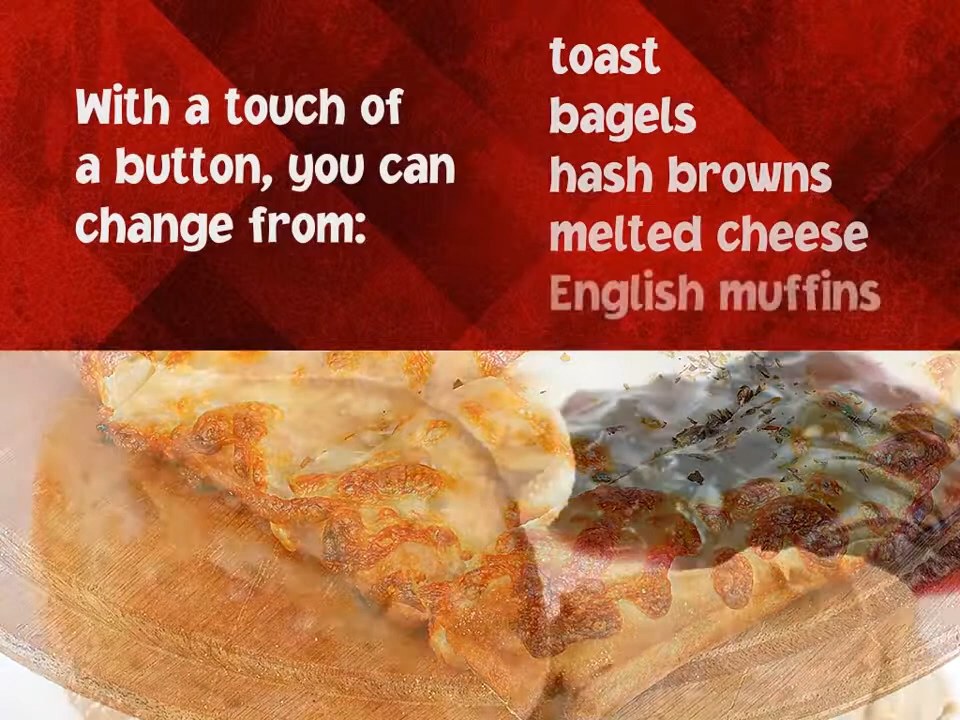 With a touch of
a button, you can
change from:
toast
bagels
hash browns
melted cheese
English muffins